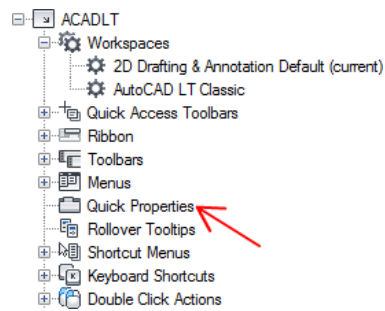 ACADLT
Workspaces
2D Drafting & Annotation Default (current)
AutoCAD LT Classic
Quick Access Toolbars
Ribbon
Toolbars
Menus
Quick Properties
Rollover Tooltips
Shortcut Menus
Keyboard Shortcuts
Double Click Actions